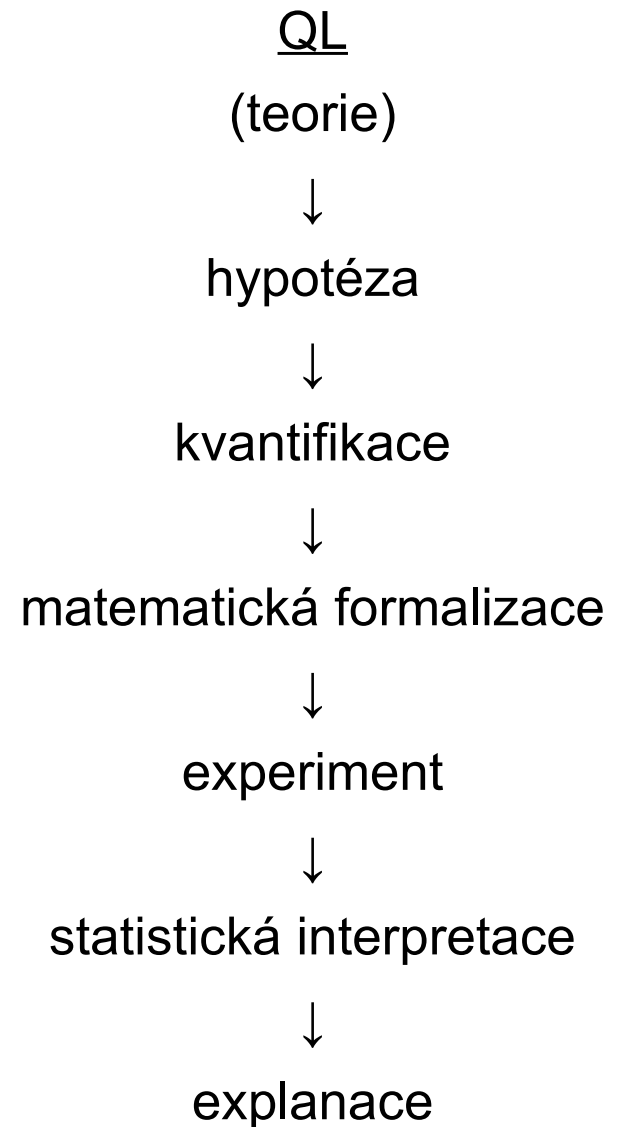 QL
(teorie)
↓
hypotéza
↓
kvantifikace
↓
matematická formalizace
↓
experiment
↓
statistická interpretace
↓
explanace